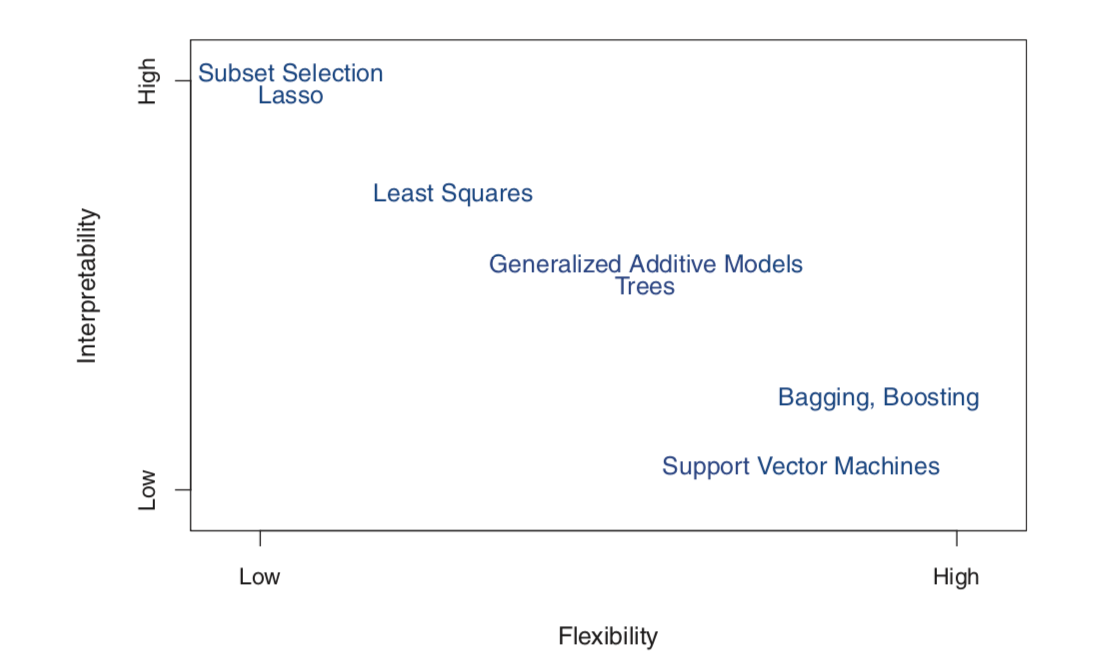 High
Subset Selection
Lasso
Least Squares
Interpretability
Generalized Additive Models
Trees
Bagging, Boosting
Support Vector Machines
Low
Low
High
Flexibility